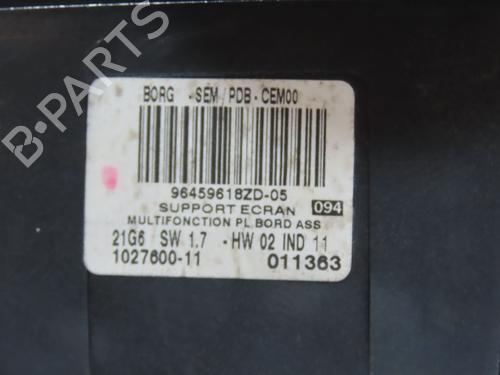 BORG - SEM / PDB - CEM00
96459618ZD-05
SUPPORT ECRAN 094
MULTIFONCTION PL.BORD ASS
21G6 SW 1.7 - HW 02 IND 11
1027600-11 011363
B-PARTS